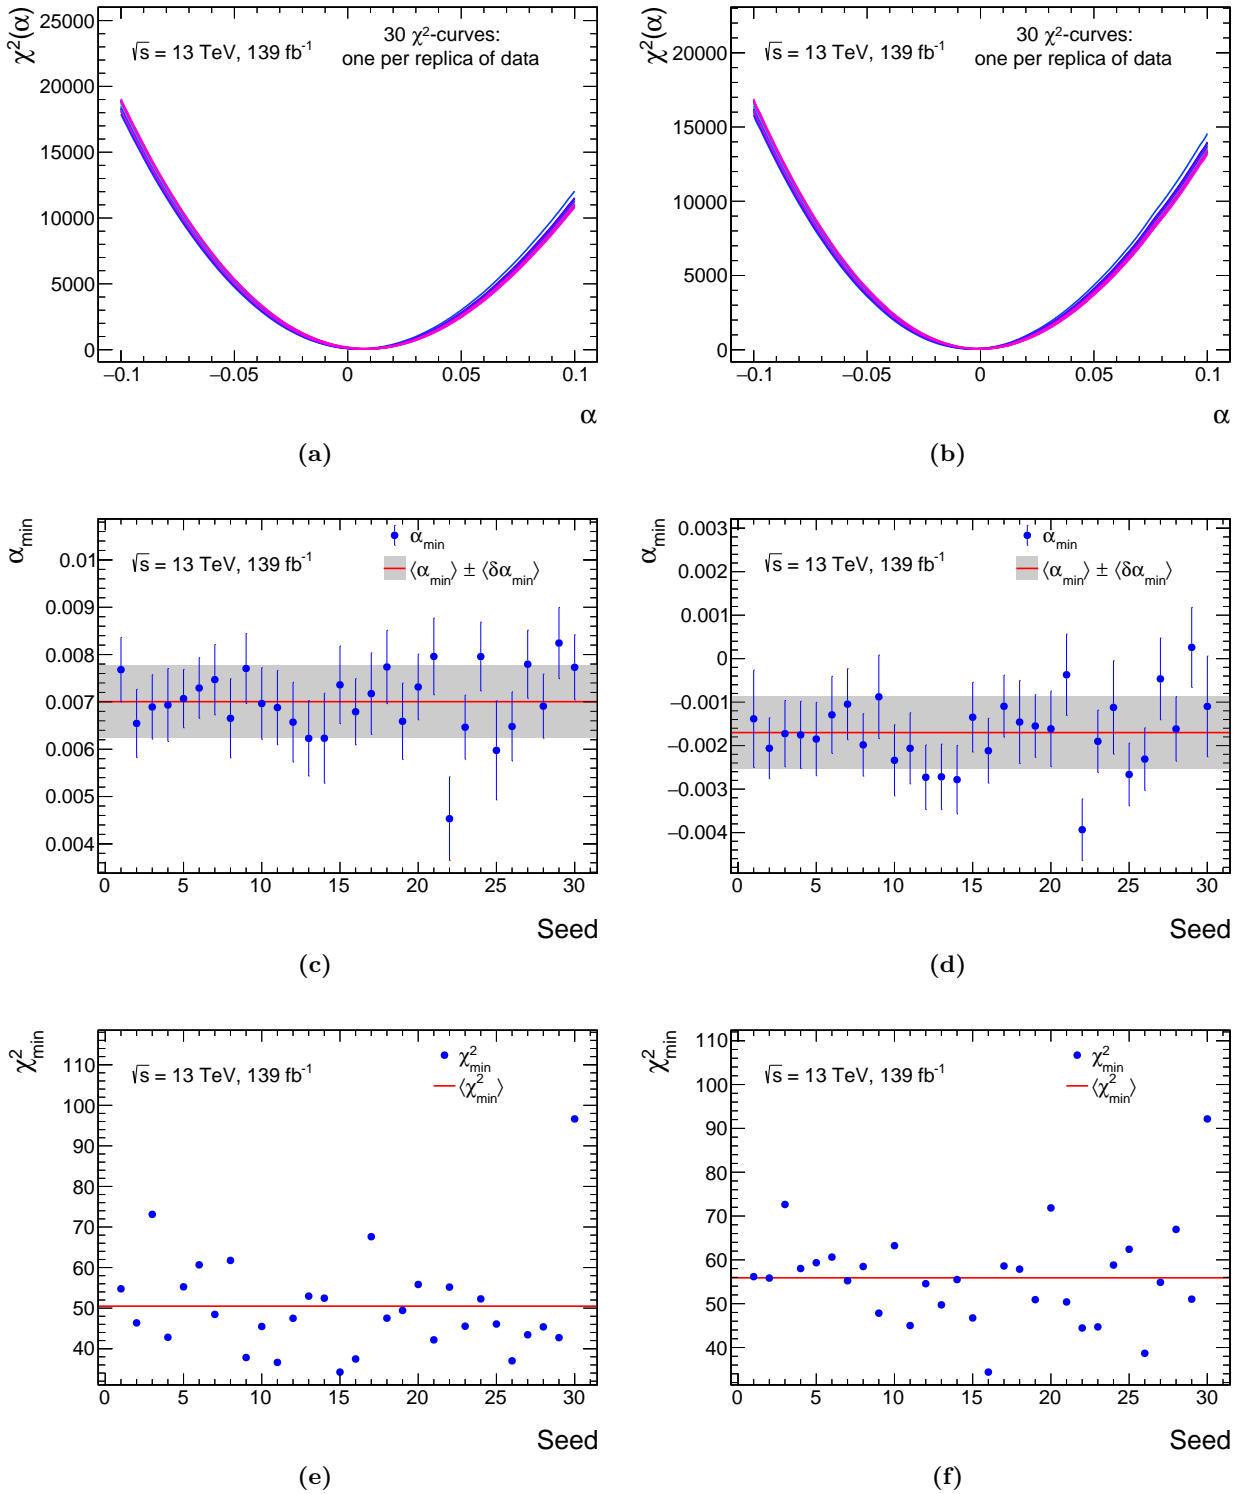 χ²(α)
25000
20000
15000
10000
5000
0
√s = 13 TeV, 139 fb⁻¹
30 χ²-curves:
one per replica of data
−0.1 −0.05 0 0.05 0.1
α
(a)
χ²(α)
20000
15000
10000
5000
0
√s = 13 TeV, 139 fb⁻¹
30 χ²-curves:
one per replica of data
−0.1 −0.05 0 0.05 0.1
α
(b)
α_min
0.01
0.009
0.008
0.007
0.006
0.005
0.004
√s = 13 TeV, 139 fb⁻¹
α_min
⟨α_min⟩ ± ⟨δα_min⟩
0 5 10 15 20 25 30
Seed
(c)
α_min
0.003
0.002
0.001
0
−0.001
−0.002
−0.003
−0.004
√s = 13 TeV, 139 fb⁻¹
α_min
⟨α_min⟩ ± ⟨δα_min⟩
0 5 10 15 20 25 30
Seed
(d)
χ²_min
110
100
90
80
70
60
50
40
√s = 13 TeV, 139 fb⁻¹
χ²_min
⟨χ²_min⟩
0 5 10 15 20 25 30
Seed
(e)
χ²_min
110
100
90
80
70
60
50
40
√s = 13 TeV, 139 fb⁻¹
χ²_min
⟨χ²_min⟩
0 5 10 15 20 25 30
Seed
(f)